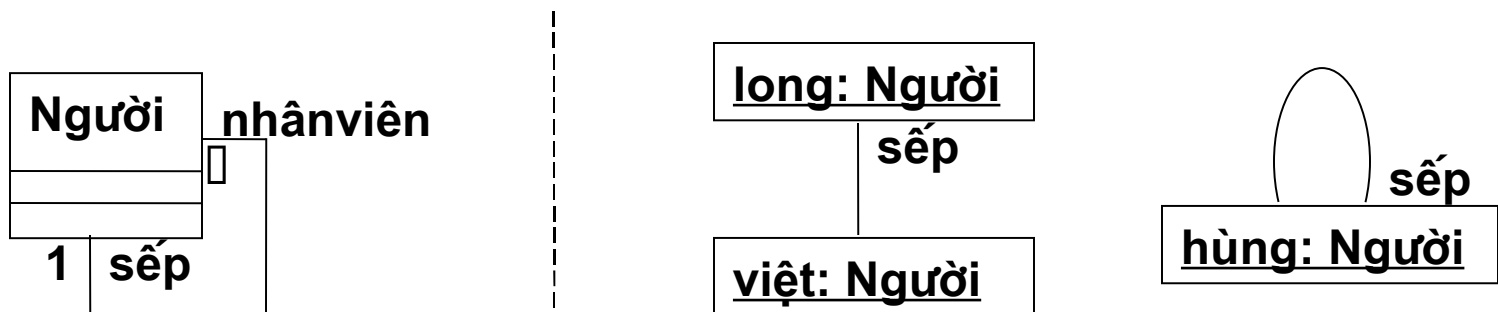 Người
nhânviên
1 sếp
long: Người
sếp
việt: Người
sếp
hùng: Người